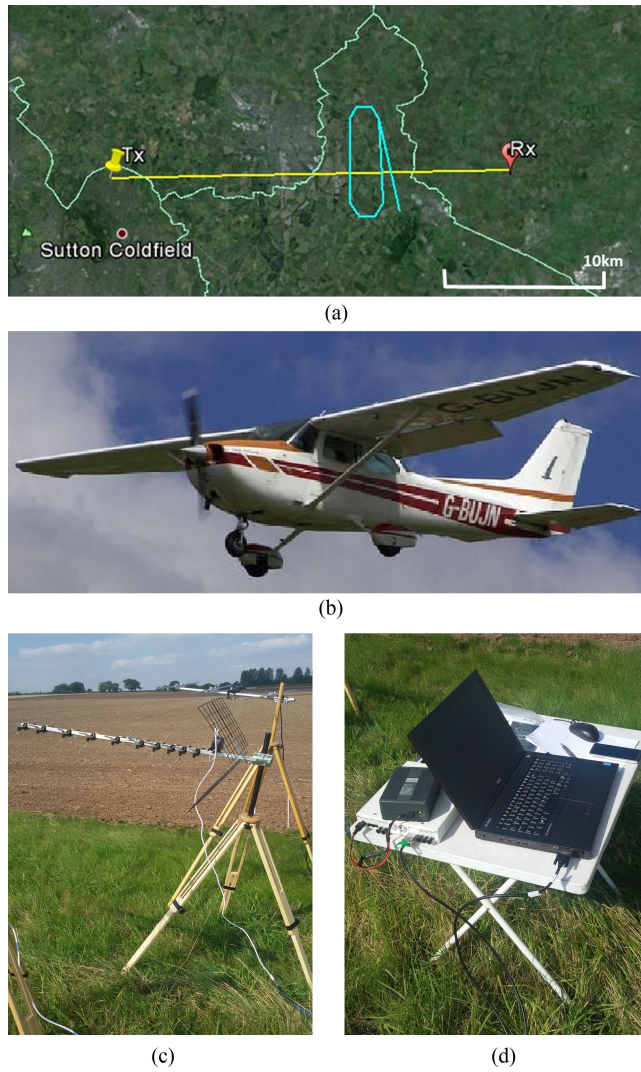 Tx
Rx
Sutton Coldfield
10km
(a)
G-BUJN
G-BUJN
(b)
(c)
(d)